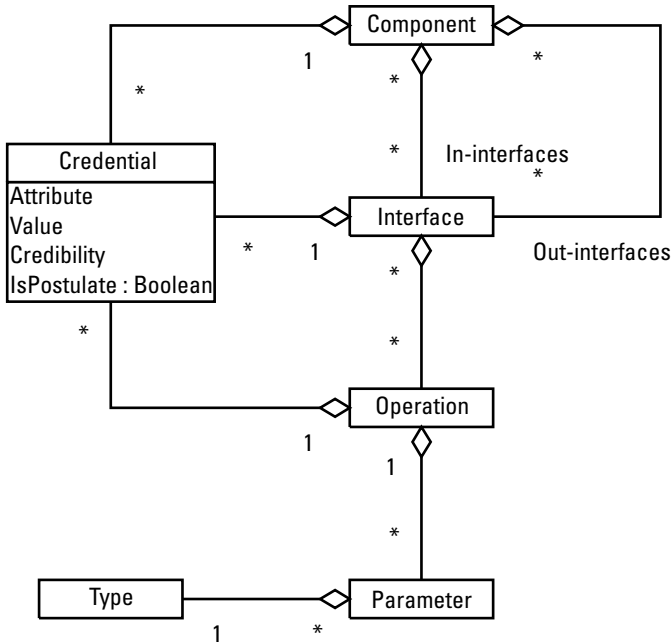 Component
1
*
*
*
Credential
*
In-interfaces
*
Attribute
Value
Credibility
IsPostulate : Boolean
Interface
*
1
*
Out-interfaces
*
*
Operation
1
1
*
Type
Parameter
1
*